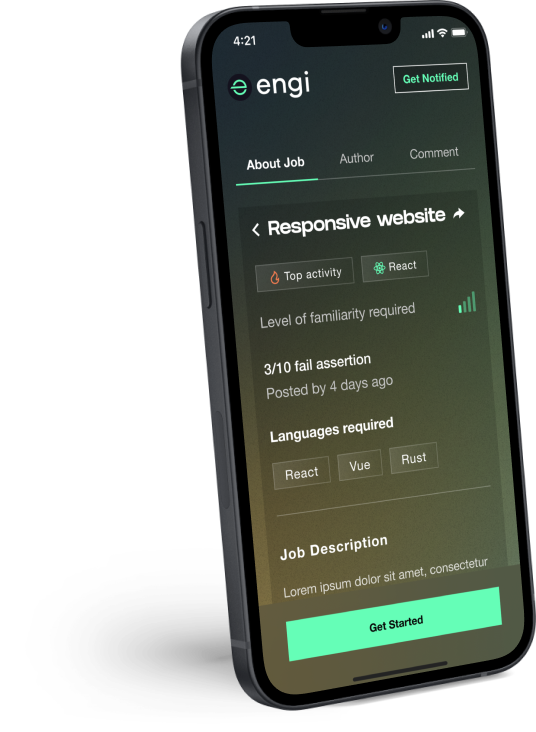 4:21
engi
Get Notified
About Job
Author
Comment
Responsive website
Top activity
React
Level of familiarity required
3/10 fail assertion
Posted by 4 days ago
Languages required
React
Vue
Rust
Job Description
Lorem ipsum dolor sit amet, consectetur
Get Started